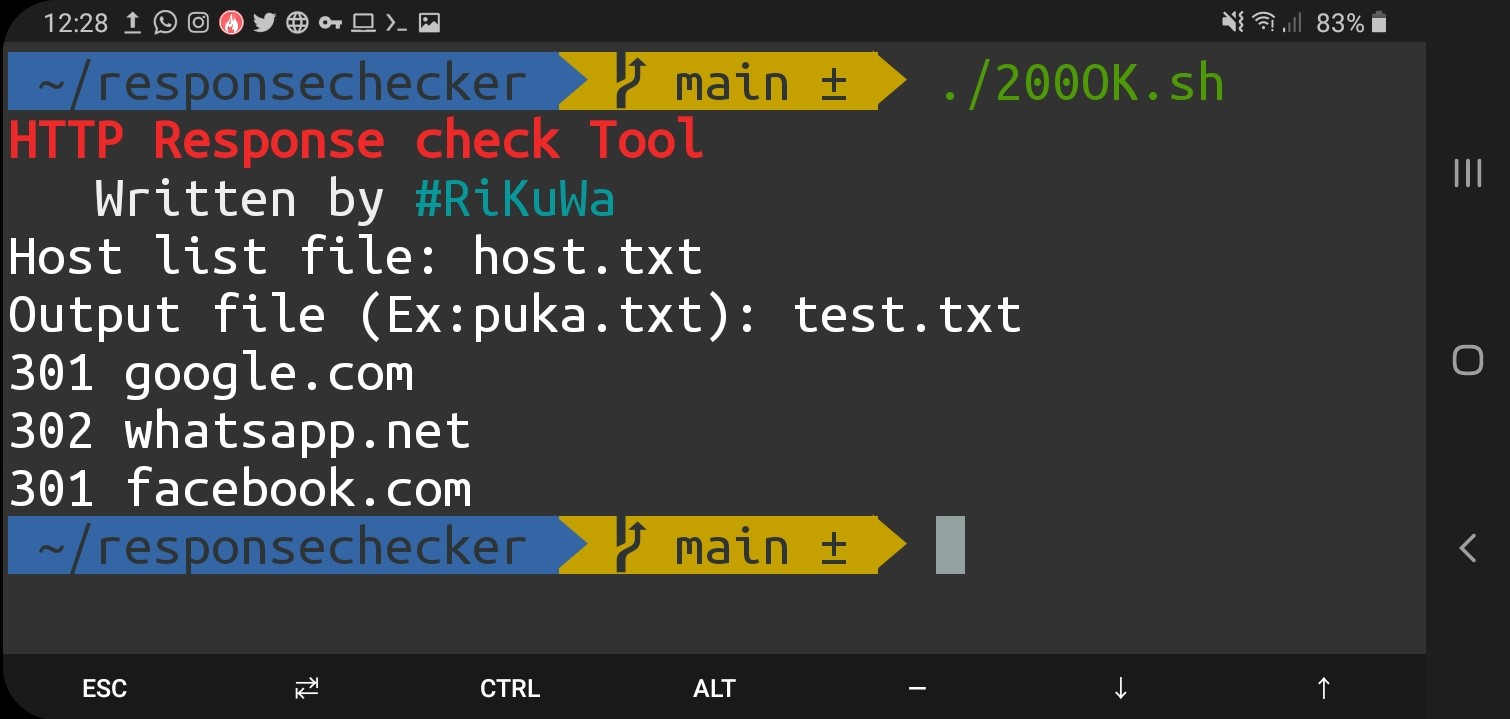 12:28 83%
~/responsechecker main ± ./200OK.sh
HTTP Response check Tool
Written by #RiKuWa
Host list file: host.txt
Output file (Ex:puka.txt): test.txt
301 google.com
302 whatsapp.net
301 facebook.com
~/responsechecker main ±
ESC ⇄ CTRL ALT − ↓ ↑